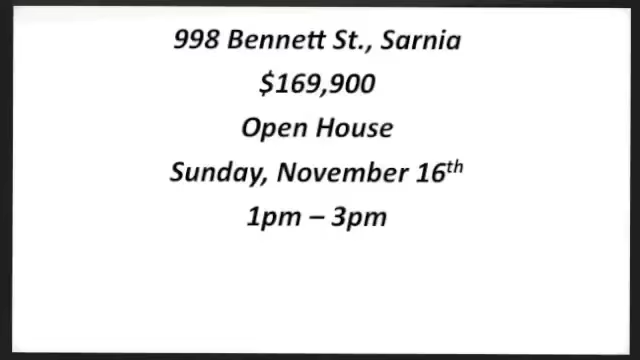 998 Bennett St., Sarnia
$169,900
Open House
Sunday, November 16th
1pm – 3pm